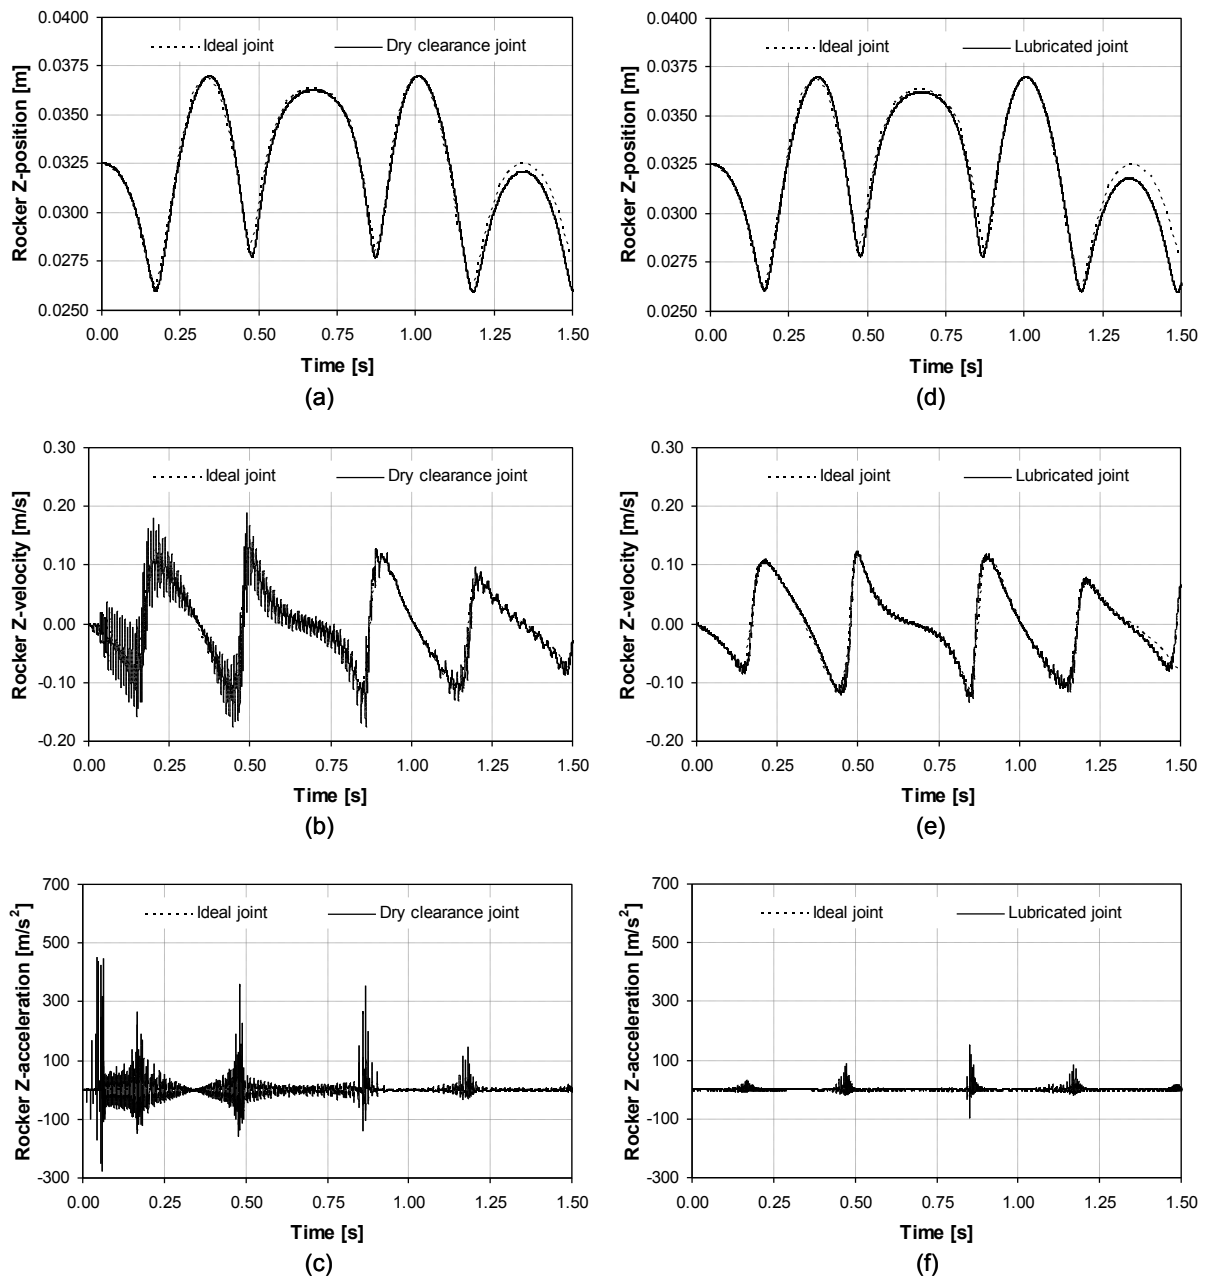 0.0400
0.0375
0.0350
0.0325
0.0300
0.0275
0.0250
Rocker Z-position [m]
Ideal joint Dry clearance joint
0.00 0.25 0.50 0.75 1.00 1.25 1.50
Time [s]
(a)
0.0400
0.0375
0.0350
0.0325
0.0300
0.0275
0.0250
Rocker Z-position [m]
Ideal joint Lubricated joint
0.00 0.25 0.50 0.75 1.00 1.25 1.50
Time [s]
(d)
0.30
0.20
0.10
0.00
-0.10
-0.20
Rocker Z-velocity [m/s]
Ideal joint Dry clearance joint
0.00 0.25 0.50 0.75 1.00 1.25 1.50
Time [s]
(b)
0.30
0.20
0.10
0.00
-0.10
-0.20
Rocker Z-velocity [m/s]
Ideal joint Lubricated joint
0.00 0.25 0.50 0.75 1.00 1.25 1.50
Time [s]
(e)
700
500
300
100
-100
-300
Rocker Z-acceleration [m/s²]
Ideal joint Dry clearance joint
0.00 0.25 0.50 0.75 1.00 1.25 1.50
Time [s]
(c)
700
500
300
100
-100
-300
Rocker Z-acceleration [m/s²]
Ideal joint Lubricated joint
0.00 0.25 0.50 0.75 1.00 1.25 1.50
Time [s]
(f)